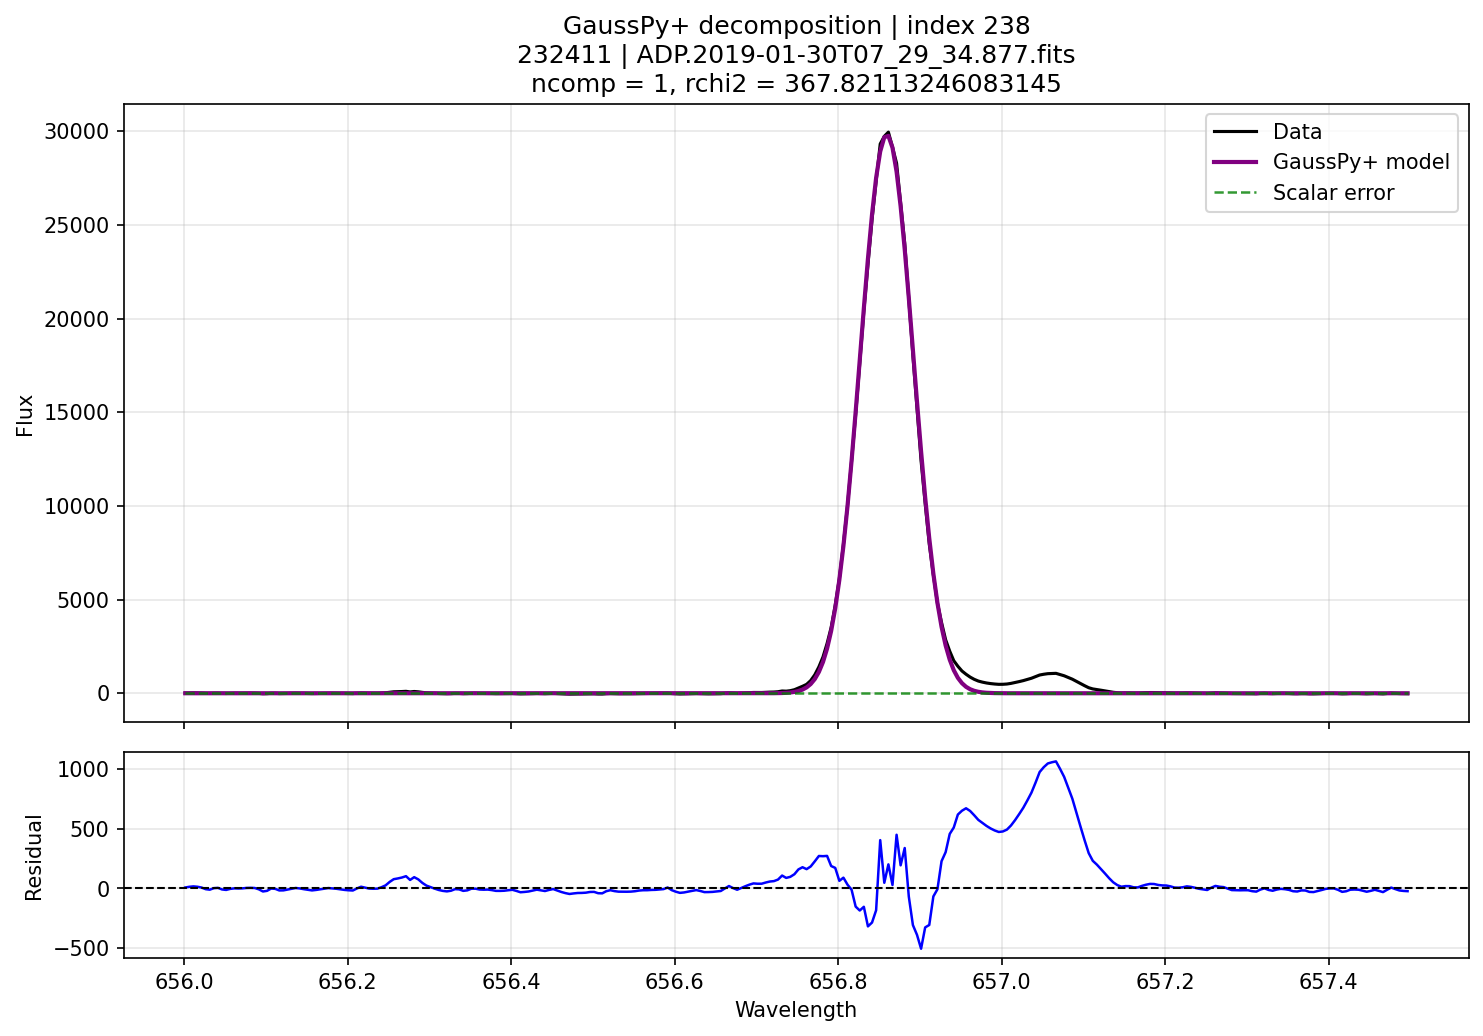 GaussPy+ decomposition | index 238
232411 | ADP.2019-01-30T07_29_34.877.fits
ncomp = 1, rchi2 = 367.82113246083145
Data
GaussPy+ model
Scalar error
30000
25000
20000
15000
10000
5000
0
Flux
1000
500
0
−500
Residual
656.0
656.2
656.4
656.6
656.8
657.0
657.2
657.4
Wavelength